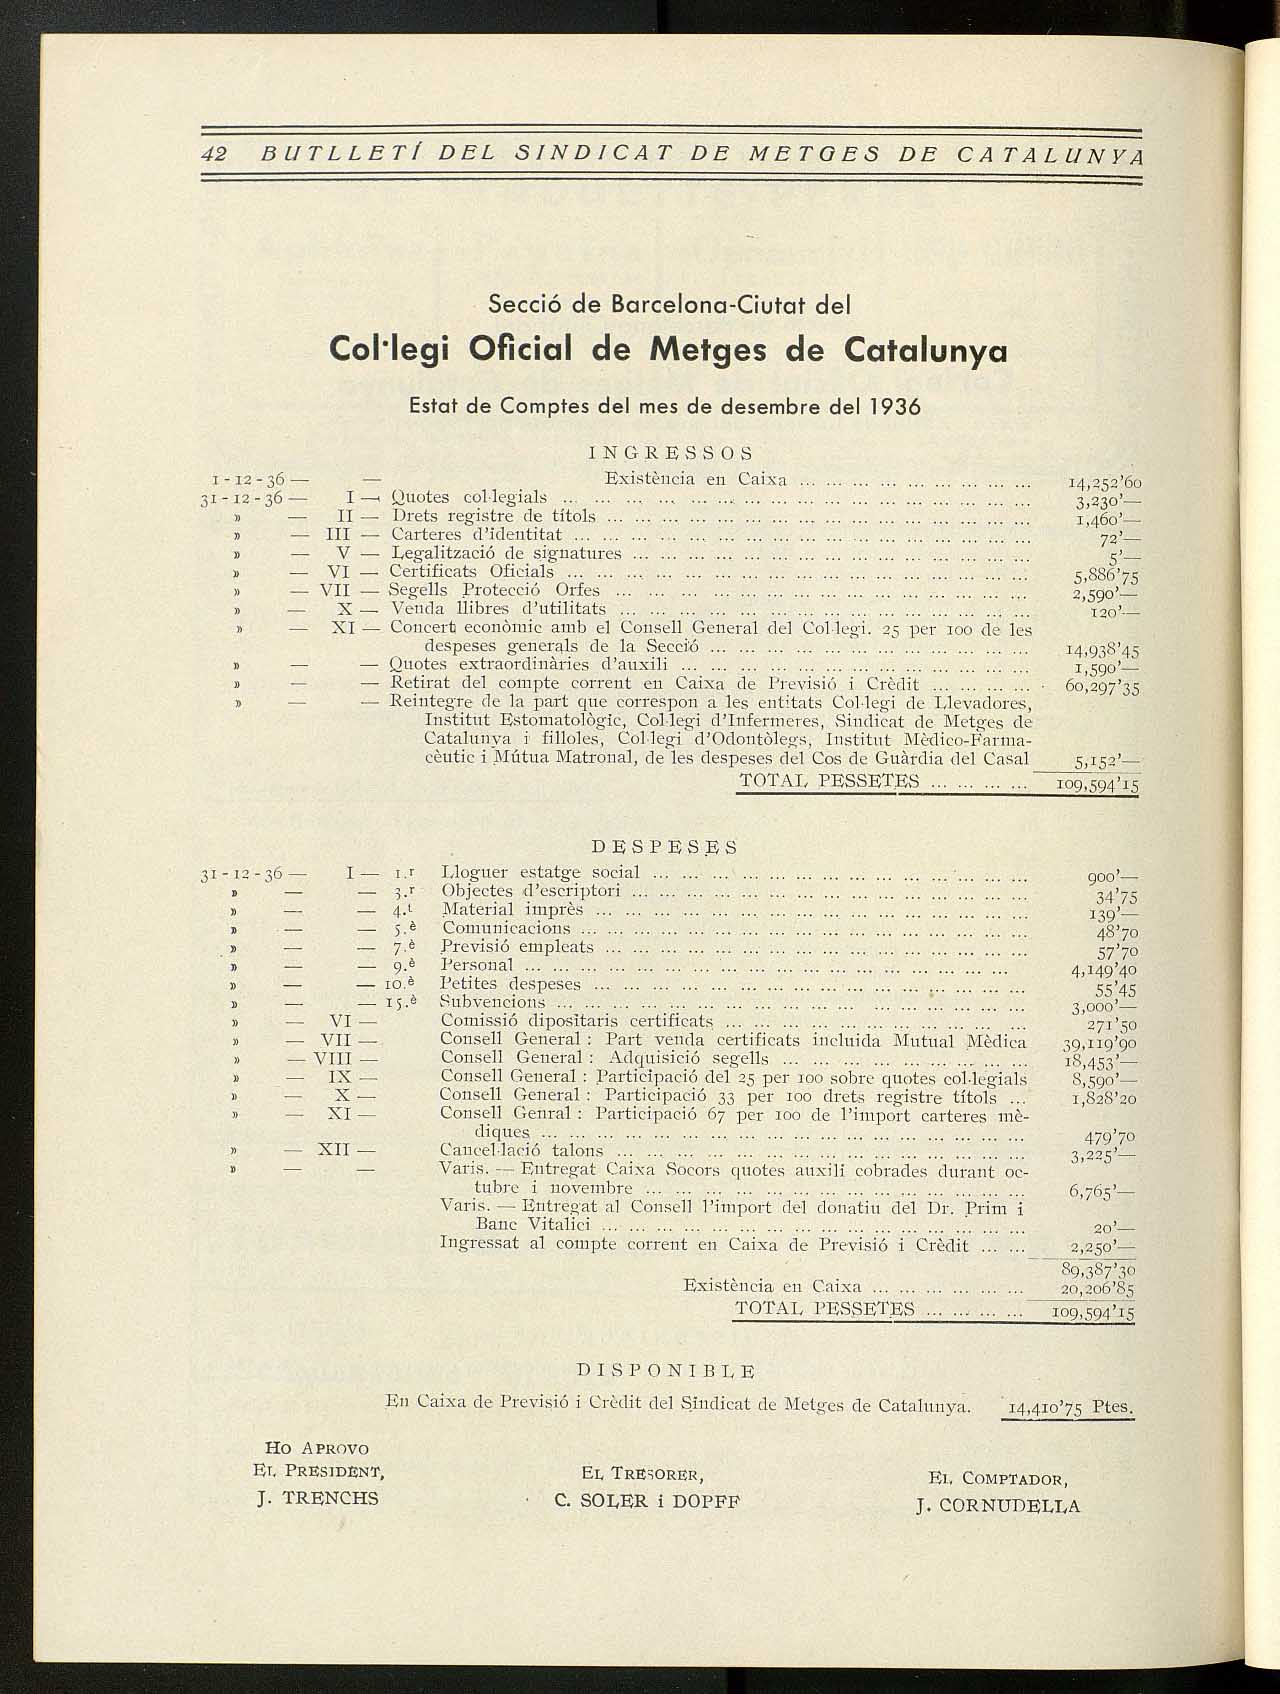 42 BUTLLETÍ DEL SINDICAT DE METGES DE CATALUNYA
Secció de Barcelona-Ciutat del
Col·legi Oficial de Metges de Catalunya
Estat de Comptes del mes de desembre del 1936
INGRESSOS
1 - 12 - 36 — — Existència en Caixa ... ... ... ... ... ... ... ... ... 14,252'60
31 - 12 - 36 — I — Quotes col·legials ... ... ... ... ... ... ... ... ... 3,230'—
» — II — Drets registre de títols ... ... ... ... ... ... ... ... ... 1,460'—
» — III — Carteres d'identitat ... ... ... ... ... ... ... ... ... 72'—
» — V — Legalització de signatures ... ... ... ... ... ... ... ... ... 5'—
» — VI — Certificats Oficials ... ... ... ... ... ... ... ... ... 5,886'75
» — VII — Segells Protecció Orfes ... ... ... ... ... ... ... ... ... 2,590'—
» — X — Venda llibres d'utilitats ... ... ... ... ... ... ... ... ... 120'—
» — XI — Concert econòmic amb el Consell General del Col·legi. 25 per 100 de les
despeses generals de la Secció ... ... ... ... ... ... ... ... ... 14,938'45
» — — Quotes extraordinàries d'auxili ... ... ... ... ... ... ... ... ... 1,590'—
» — — Retirat del compte corrent en Caixa de Previsió i Crèdit ... ... ... ... 60,297'35
» — — Reintegre de la part que correspon a les entitats Col·legi de Llevadores,
Institut Estomatològic, Col·legi d'Infermeres, Sindicat de Metges de
Catalunya i filloles, Col·legi d'Odontòlegs, Institut Mèdico-Farma-
cèutic i Mútua Matronal, de les despeses del Cos de Guàrdia del Casal 5,152'—
TOTAL PESSETES ... ... ... ... 109,594'15
DESPESES
31 - 12 - 36 — I — 1.r Lloguer estatge social ... ... ... ... ... ... ... ... ... 900'—
» — — 3.r Objectes d'escriptori ... ... ... ... ... ... ... ... ... 34'75
» — — 4.t Material imprès ... ... ... ... ... ... ... ... ... 139'—
» — — 5.è Comunicacions ... ... ... ... ... ... ... ... ... 48'70
» — — 7.è Previsió empleats ... ... ... ... ... ... ... ... ... 57'70
» — — 9.è Personal ... ... ... ... ... ... ... ... ... 4,149'40
» — — 10.è Petites despeses ... ... ... ... ... ... ... ... ... 55'45
» — — 15.è Subvencions ... ... ... ... ... ... ... ... ... 3,000'—
» — VI — Comissió dipositaris certificats ... ... ... ... ... ... ... ... ... 271'50
» — VII — Consell General : Part venda certificats incluida Mutual Mèdica 39,119'90
» — VIII — Consell General : Adquisició segells ... ... ... ... ... ... ... ... ... 18,453'—
» — IX — Consell General : Participació del 25 per 100 sobre quotes col·legials 8,590'—
» — X — Consell General : Participació 33 per 100 drets registre títols ... 1,828'20
» — XI — Consell Genral : Participació 67 per 100 de l'import carteres mè-
diques ... ... ... ... ... ... ... ... ... 479'70
» — XII — Cancel·lació talons ... ... ... ... ... ... ... ... ... 3,225'—
» — — Varis. — Entregat Caixa Socors quotes auxili cobrades durant oc-
tubre i novembre ... ... ... ... ... ... ... ... ... 6,765'—
Varis. — Entregat al Consell l'import del donatiu del Dr. Prim i
Banc Vitalici ... ... ... ... ... ... ... ... ... 20'—
Ingressat al compte corrent en Caixa de Previsió i Crèdit ... ... 2,250'—
89,387'30
Existència en Caixa ... ... ... ... ... ... 20,206'85
TOTAL PESSETES ... ... ... ... 109,594'15
DISPONIBLE
En Caixa de Previsió i Crèdit del Sindicat de Metges de Catalunya. 14,410'75 Ptes.
HO APROVO
EL PRESIDENT, EL TRESORER, EL COMPTADOR,
J. TRENCHS C. SOLER i DOPFF J. CORNUDELLA